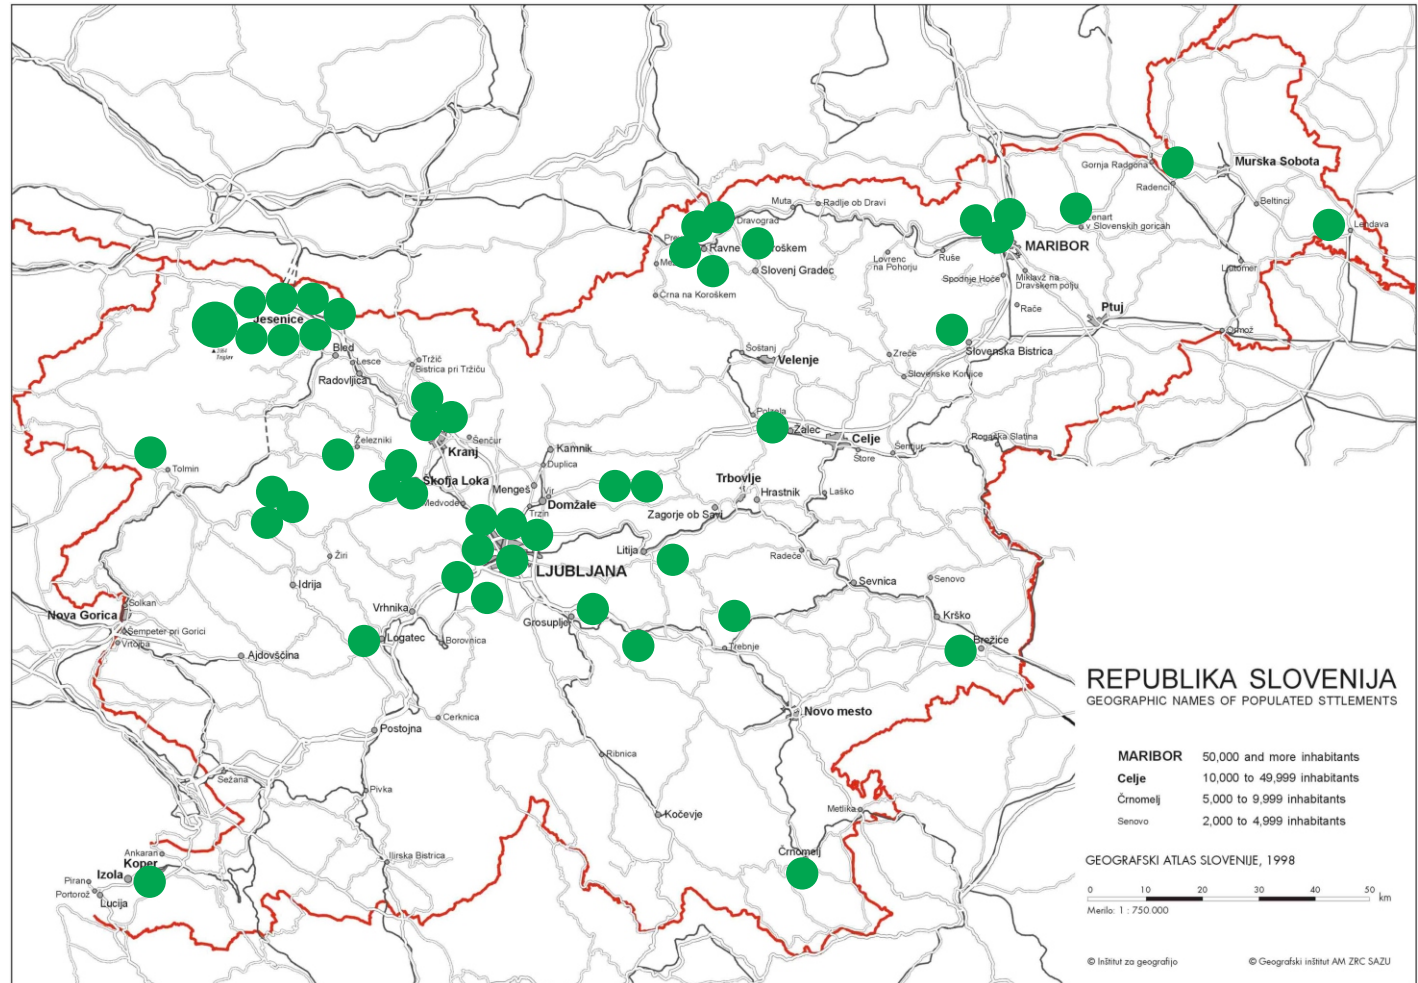 Gornja Radgona
Murska Sobota
Radenci
Beltinci
Muta
Radlje ob Dravi
Dravograd
v Slovenskih goricah
Lendava
MARIBOR
Ravne
Slovenj Gradec
Lovrenc
na Pohorju
Ruše
Spodnje Hoče
Miklavž na
Dravskem polju
Ljutomer
Črna na Koroškem
Rače
Ptuj
Jesenice
Triglav
Bled
Lesce
Radovljica
Tržič
Bistrica pri Tržiču
Šoštanj
Velenje
Zreče
Slovenska Bistrica
Slovenske Konjice
Ormož
Polzela
Žalec
Celje
Štore
Šentjur
Rogaška Slatina
Železniki
Šenčur
Kranj
Kamnik
Duplica
Tolmin
Škofja Loka
Medvode
Mengeš
Vir
Domžale
Trzin
Trbovlje
Hrastnik
Zagorje ob Savi
Laško
Žiri
Idrija
LJUBLJANA
Litija
Radeče
Sevnica
Senovo
Krško
Brežice
Nova Gorica
Solkan
Šempeter pri Gorici
Vrtojba
Ajdovščina
Vrhnika
Logatec
Borovnica
Grosuplje
Trebnje
Cerknica
Postojna
Novo mesto
Ribnica
Sežana
Pivka
Kočevje
Metlika
Črnomelj
Ilirska Bistrica
Ankaran
Koper
Izola
Piran
Portorož
Lucija
REPUBLIKA SLOVENIJA
GEOGRAPHIC NAMES OF POPULATED STTLEMENTS
MARIBOR 50,000 and more inhabitants
Celje 10,000 to 49,999 inhabitants
Črnomelj 5,000 to 9,999 inhabitants
Senovo 2,000 to 4,999 inhabitants
GEOGRAFSKI ATLAS SLOVENIJE, 1998
0 10 20 30 40 50 km
Merilo: 1 : 750.000
© Inštitut za geografijo © Geografski inštitut AM ZRC SAZU